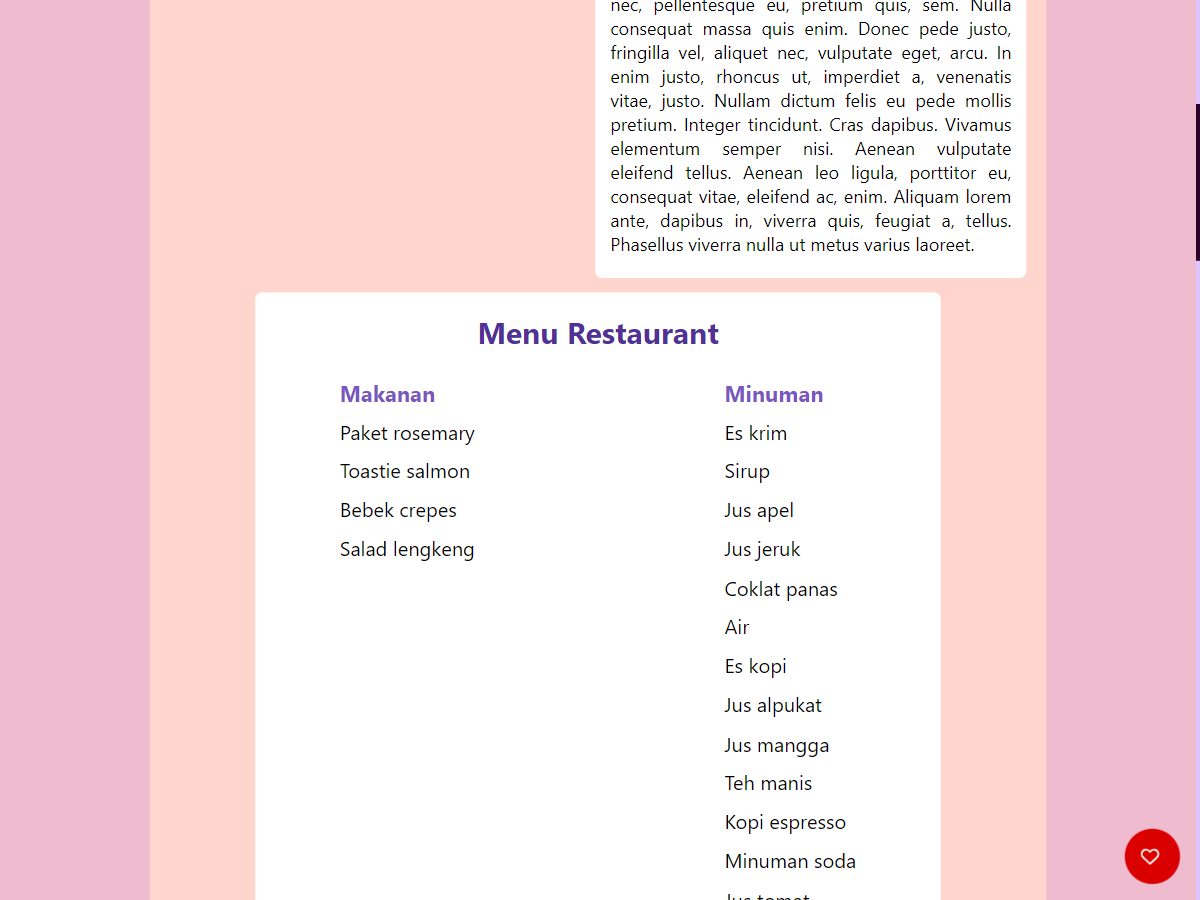 nec, pellentesque eu, pretium quis, sem. Nulla
consequat massa quis enim. Donec pede justo,
fringilla vel, aliquet nec, vulputate eget, arcu. In
enim justo, rhoncus ut, imperdiet a, venenatis
vitae, justo. Nullam dictum felis eu pede mollis
pretium. Integer tincidunt. Cras dapibus. Vivamus
elementum semper nisi. Aenean vulputate
eleifend tellus. Aenean leo ligula, porttitor eu,
consequat vitae, eleifend ac, enim. Aliquam lorem
ante, dapibus in, viverra quis, feugiat a, tellus.
Phasellus viverra nulla ut metus varius laoreet.
Menu Restaurant
Makanan
Paket rosemary
Toastie salmon
Bebek crepes
Salad lengkeng
Minuman
Es krim
Sirup
Jus apel
Jus jeruk
Coklat panas
Air
Es kopi
Jus alpukat
Jus mangga
Teh manis
Kopi espresso
Minuman soda
Jus tomat